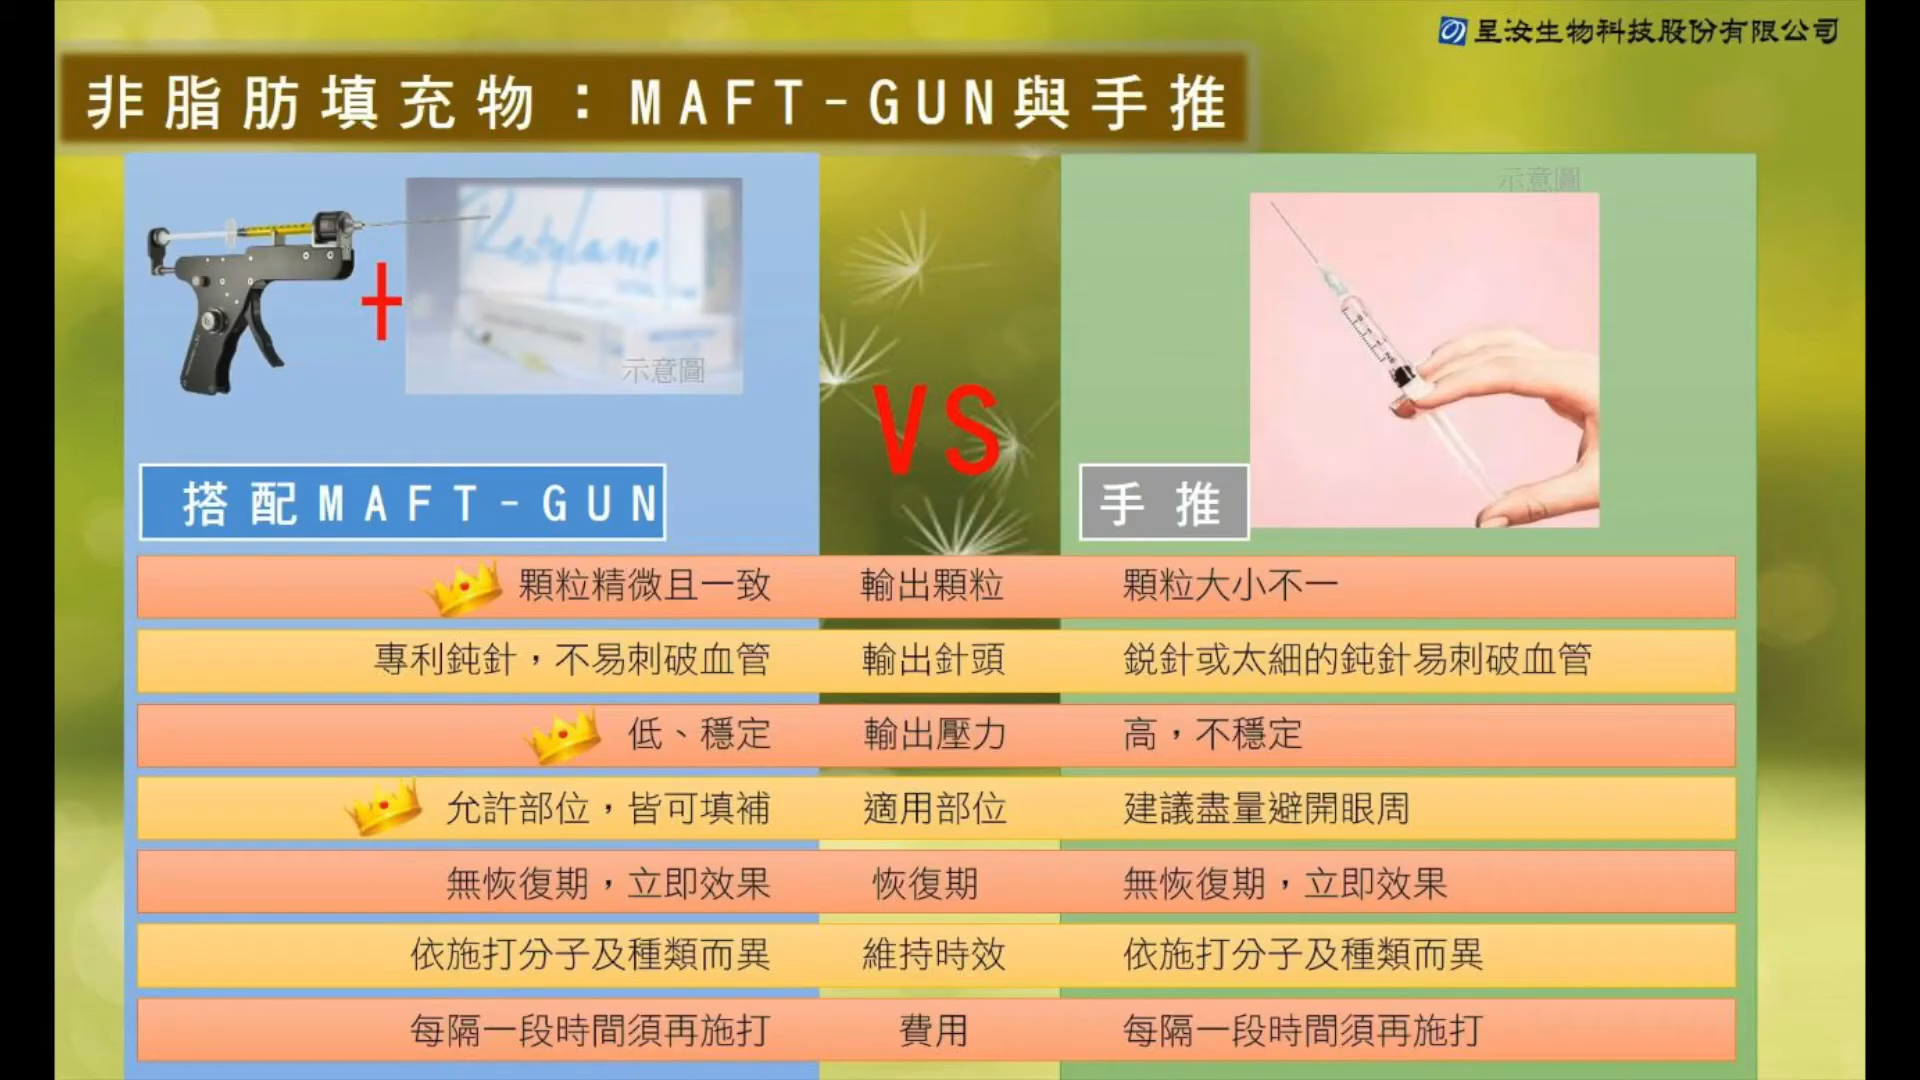 呈汝生物科技股份有限公司
非脂肪填充物：MAFT-GUN與手推
Restylane
示意圖
示意圖
VS
搭配MAFT-GUN
手推
顆粒精微且一致 輸出顆粒 顆粒大小不一
專利鈍針，不易刺破血管 輸出針頭 銳針或太細的鈍針易刺破血管
低、穩定 輸出壓力 高，不穩定
允許部位，皆可填補 適用部位 建議盡量避開眼周
無恢復期，立即效果 恢復期 無恢復期，立即效果
依施打分子及種類而異 維持時效 依施打分子及種類而異
每隔一段時間須再施打 費用 每隔一段時間須再施打